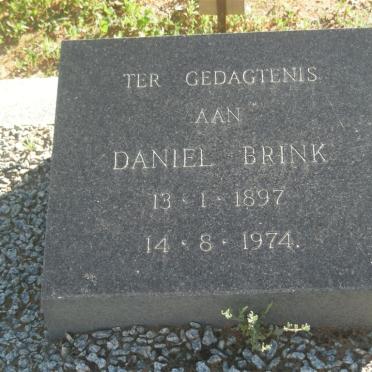 TER GEDAGTENIS
AAN
DANIEL BRINK
13 · 1 · 1897
14 · 8 · 1974.